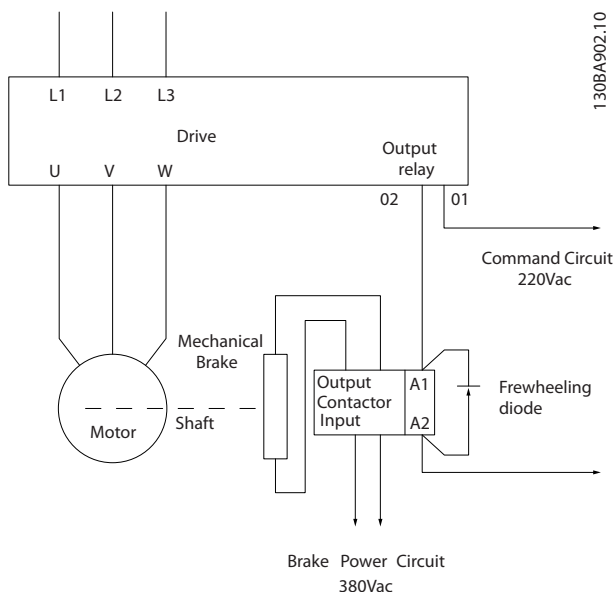 130BA902.10
L1 L2 L3
Drive
U V W
Output
relay
02 01
Command Circuit
220Vac
Mechanical
Brake
Output
Contactor
Input
A1
A2
Frewheeling
diode
Motor
Shaft
Brake Power Circuit
380Vac